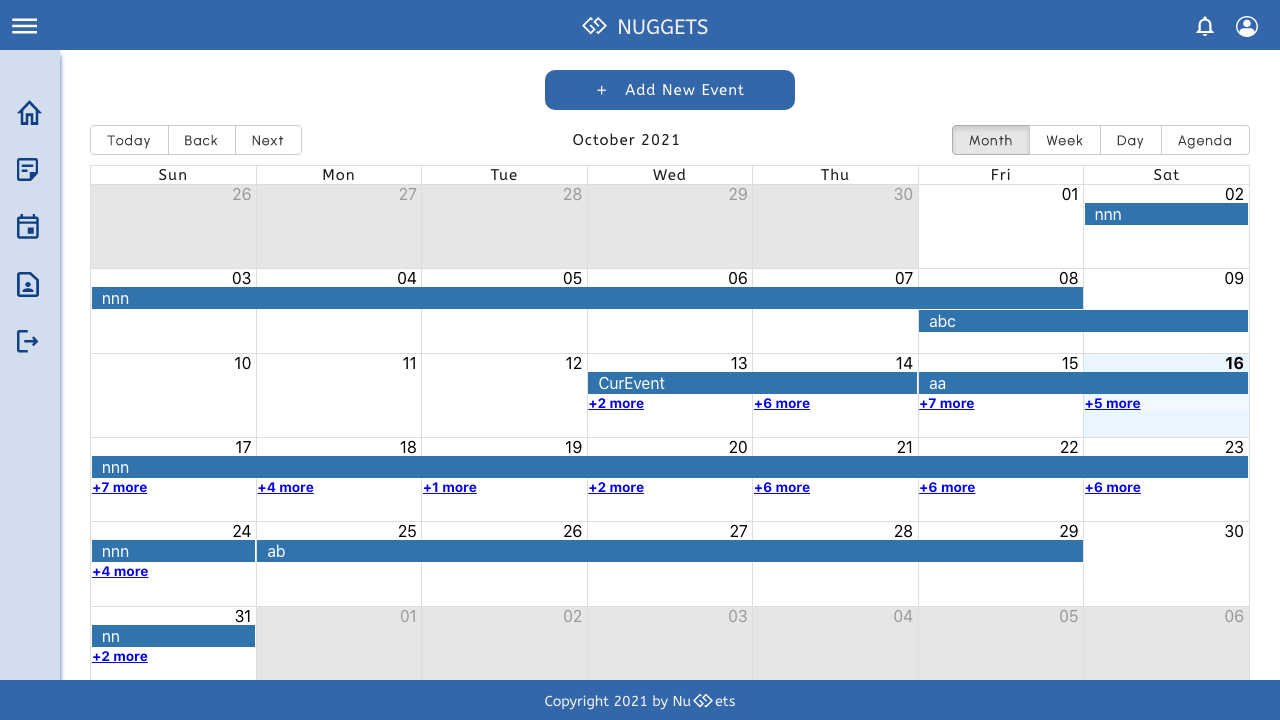 NUGGETS
+ Add New Event
Today Back Next October 2021 Month Week Day Agenda
Sun Mon Tue Wed Thu Fri Sat
26 27 28 29 30 01 02
nnn
03 04 05 06 07 08 09
nnn
abc
10 11 12 13 14 15 16
CurEvent aa
+2 more +6 more +7 more +5 more
17 18 19 20 21 22 23
nnn
+7 more +4 more +1 more +2 more +6 more +6 more +6 more
24 25 26 27 28 29 30
nnn ab
+4 more
31 01 02 03 04 05 06
nn
+2 more
Copyright 2021 by Nu ets